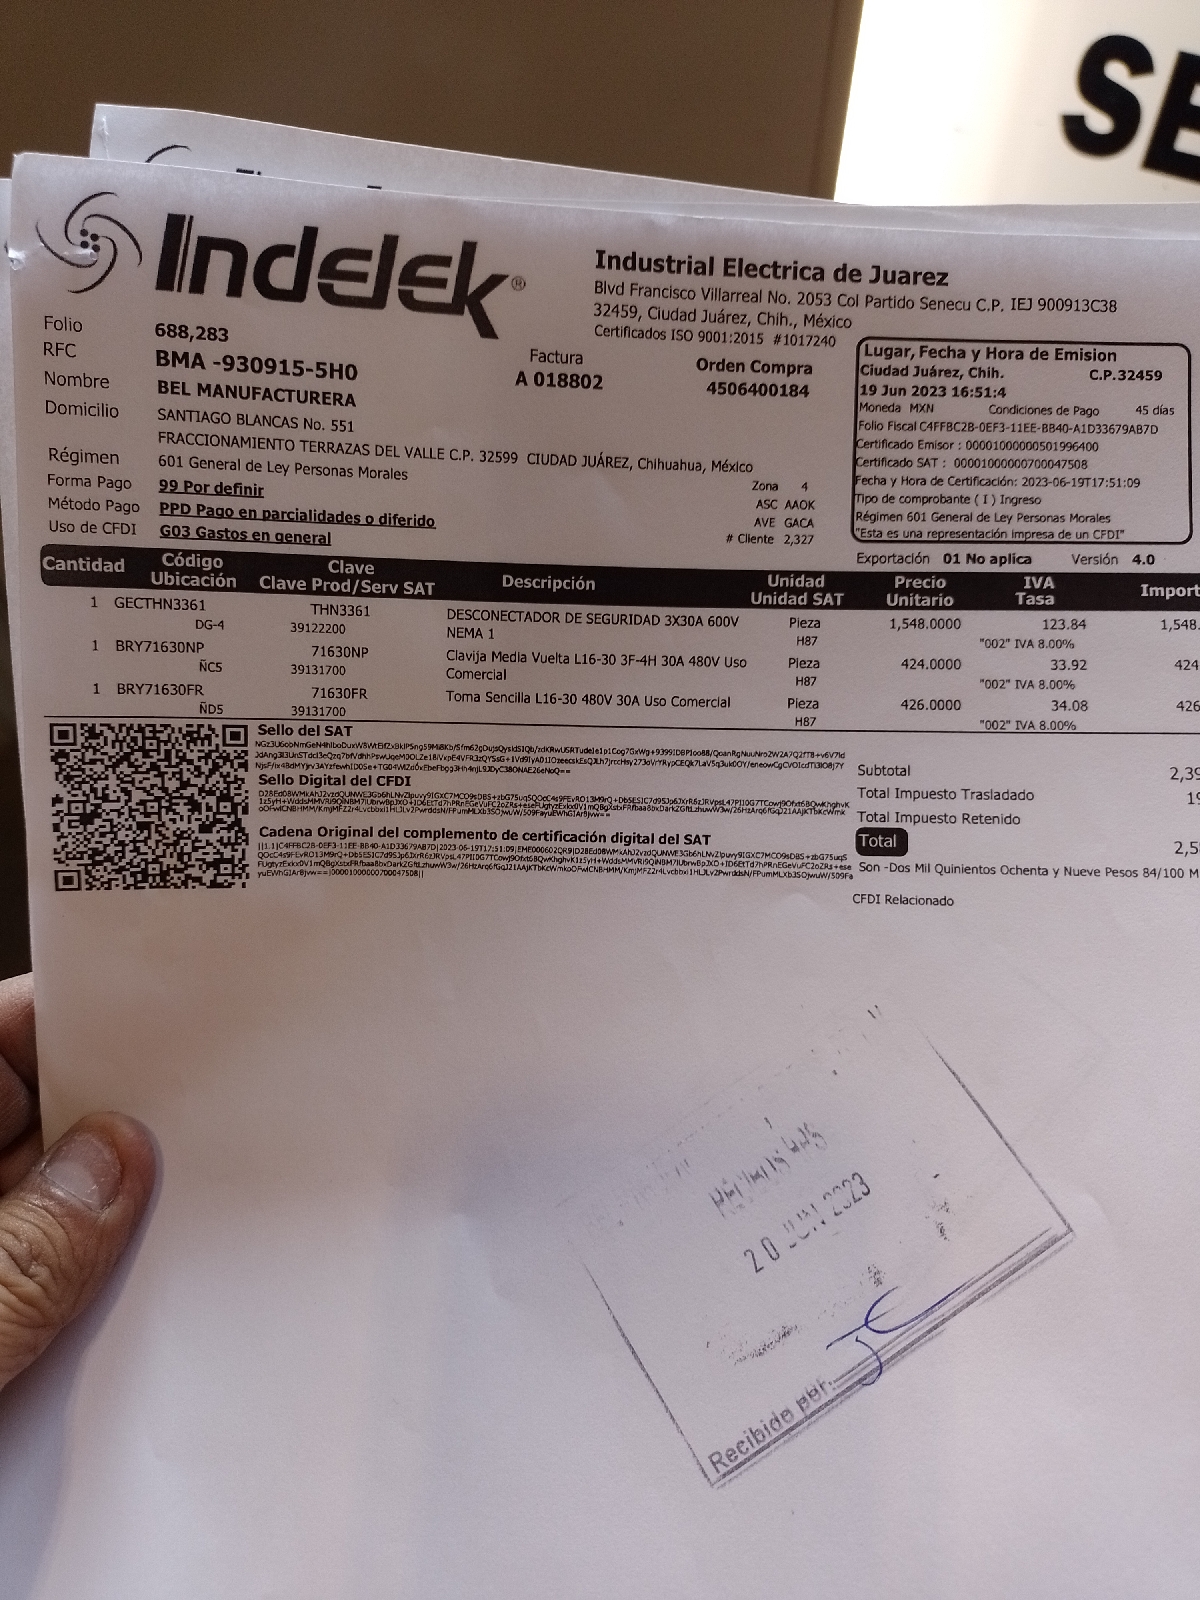 SE
Indelek®
Industrial Electrica de Juarez
Blvd Francisco Villarreal No. 2053 Col Partido Senecu C.P. IEJ 900913C38
32459, Ciudad Juárez, Chih., México
Certificados ISO 9001:2015 #1017240
Folio 688,283
RFC BMA -930915-5H0
Nombre BEL MANUFACTURERA
Domicilio SANTIAGO BLANCAS No. 551
FRACCIONAMIENTO TERRAZAS DEL VALLE C.P. 32599 CIUDAD JUÁREZ, Chihuahua, México
Régimen 601 General de Ley Personas Morales
Forma Pago 99 Por definir
Método Pago PPD Pago en parcialidades o diferido
Uso de CFDI G03 Gastos en general
Factura
A 018802
Orden Compra
4506400184
Zona 4
ASC AAOK
AVE GACA
# Cliente 2,327
Lugar, Fecha y Hora de Emision
Ciudad Juárez, Chih. C.P.32459
19 Jun 2023 16:51:4
Moneda MXN Condiciones de Pago 45 días
Folio Fiscal C4FFBC2B-0EF3-11EE-BB40-A1D33679AB7D
Certificado Emisor : 00001000000501996400
Certificado SAT : 00001000000700047508
Fecha y Hora de Certificación: 2023-06-19T17:51:09
Tipo de comprobante ( I ) Ingreso
Régimen 601 General de Ley Personas Morales
"Esta es una representación impresa de un CFDI"
Exportación 01 No aplica Versión 4.0
Cantidad Código Ubicación Clave Clave Prod/Serv SAT Descripción Unidad Unidad SAT Precio Unitario IVA Tasa Import
1 GECTHN3361 THN3361 DESCONECTADOR DE SEGURIDAD 3X30A 600V Pieza 1,548.0000 123.84 1,548.
DG-4 39122200 NEMA 1 H87 "002" IVA 8.00%
1 BRY71630NP 71630NP Clavija Media Vuelta L16-30 3F-4H 30A 480V Uso Pieza 424.0000 33.92 424
ÑC5 39131700 Comercial H87 "002" IVA 8.00%
1 BRY71630FR 71630FR Toma Sencilla L16-30 480V 30A Uso Comercial Pieza 426.0000 34.08 426
ÑD5 39131700 H87 "002" IVA 8.00%
Sello del SAT
Sello Digital del CFDI
Cadena Original del complemento de certificación digital del SAT
Subtotal 2,39
Total Impuesto Trasladado 19
Total Impuesto Retenido
Total 2,5
Son -Dos Mil Quinientos Ochenta y Nueve Pesos 84/100 M
CFDI Relacionado
20 JUN 2023
Recibido por: